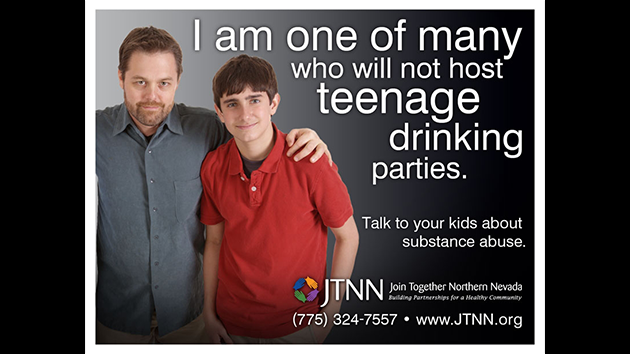 I am one of many
who will not host
teenage
drinking
parties.
Talk to your kids about
substance abuse.
JTNN Join Together Northern Nevada
Building Partnerships for a Healthy Community
(775) 324-7557 • www.JTNN.org